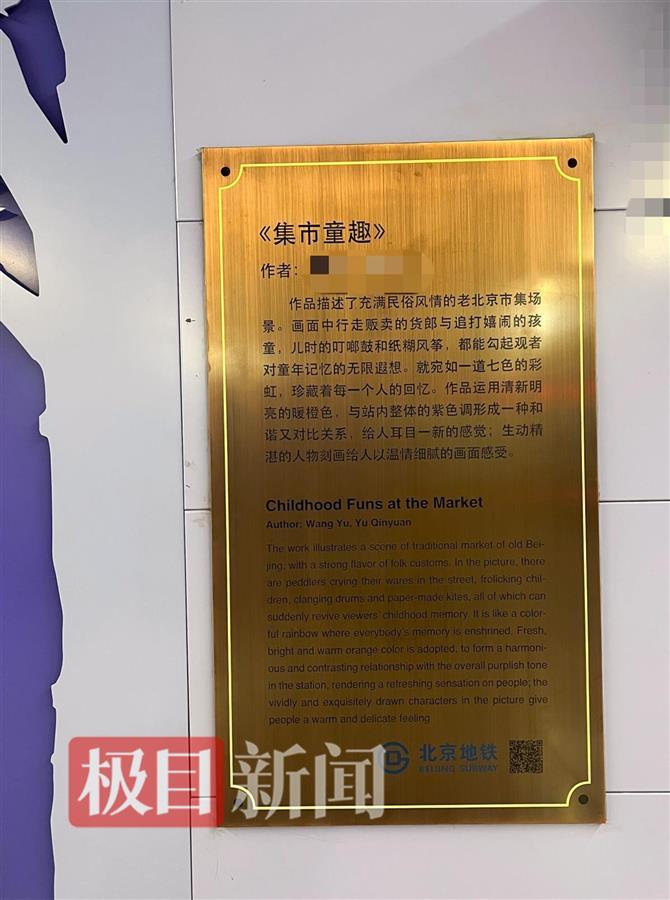 《集市童趣》
作者：
作品描述了充满民俗风情的老北京市集场
景。画面中行走贩卖的货郎与追打嬉闹的孩
童，儿时的叮啷鼓和纸糊风筝，都能勾起观者
对童年记忆的无限遐想。就宛如一道七色的彩
虹，珍藏着每一个人的回忆。作品运用清新明
亮的暖橙色，与站内整体的紫色调形成一种和
谐又对比关系，给人耳目一新的感觉；生动精
湛的人物刻画给人以温情细腻的画面感受。
Childhood Funs at the Market
Author: Wang Yu, Yu Qinyuan
The work illustrates a scene of traditional market of old Bei-
jing, with a strong flavor of folk customs. In the picture, there
are peddlers crying their wares in the street, frolicking chil-
dren, clanging drums and paper-made kites, all of which can
suddenly revive viewers' childhood memory. It is like a color-
ful rainbow where everybody's memory is enshrined. Fresh,
bright and warm orange color is adopted, to form a harmoni-
ous and contrasting relationship with the overall purplish tone
in the station, rendering a refreshing sensation on people; the
vividly and exquisitely drawn characters in the picture give
people a warm and delicate feeling
北京地铁
BEIJING SUBWAY
极目新闻